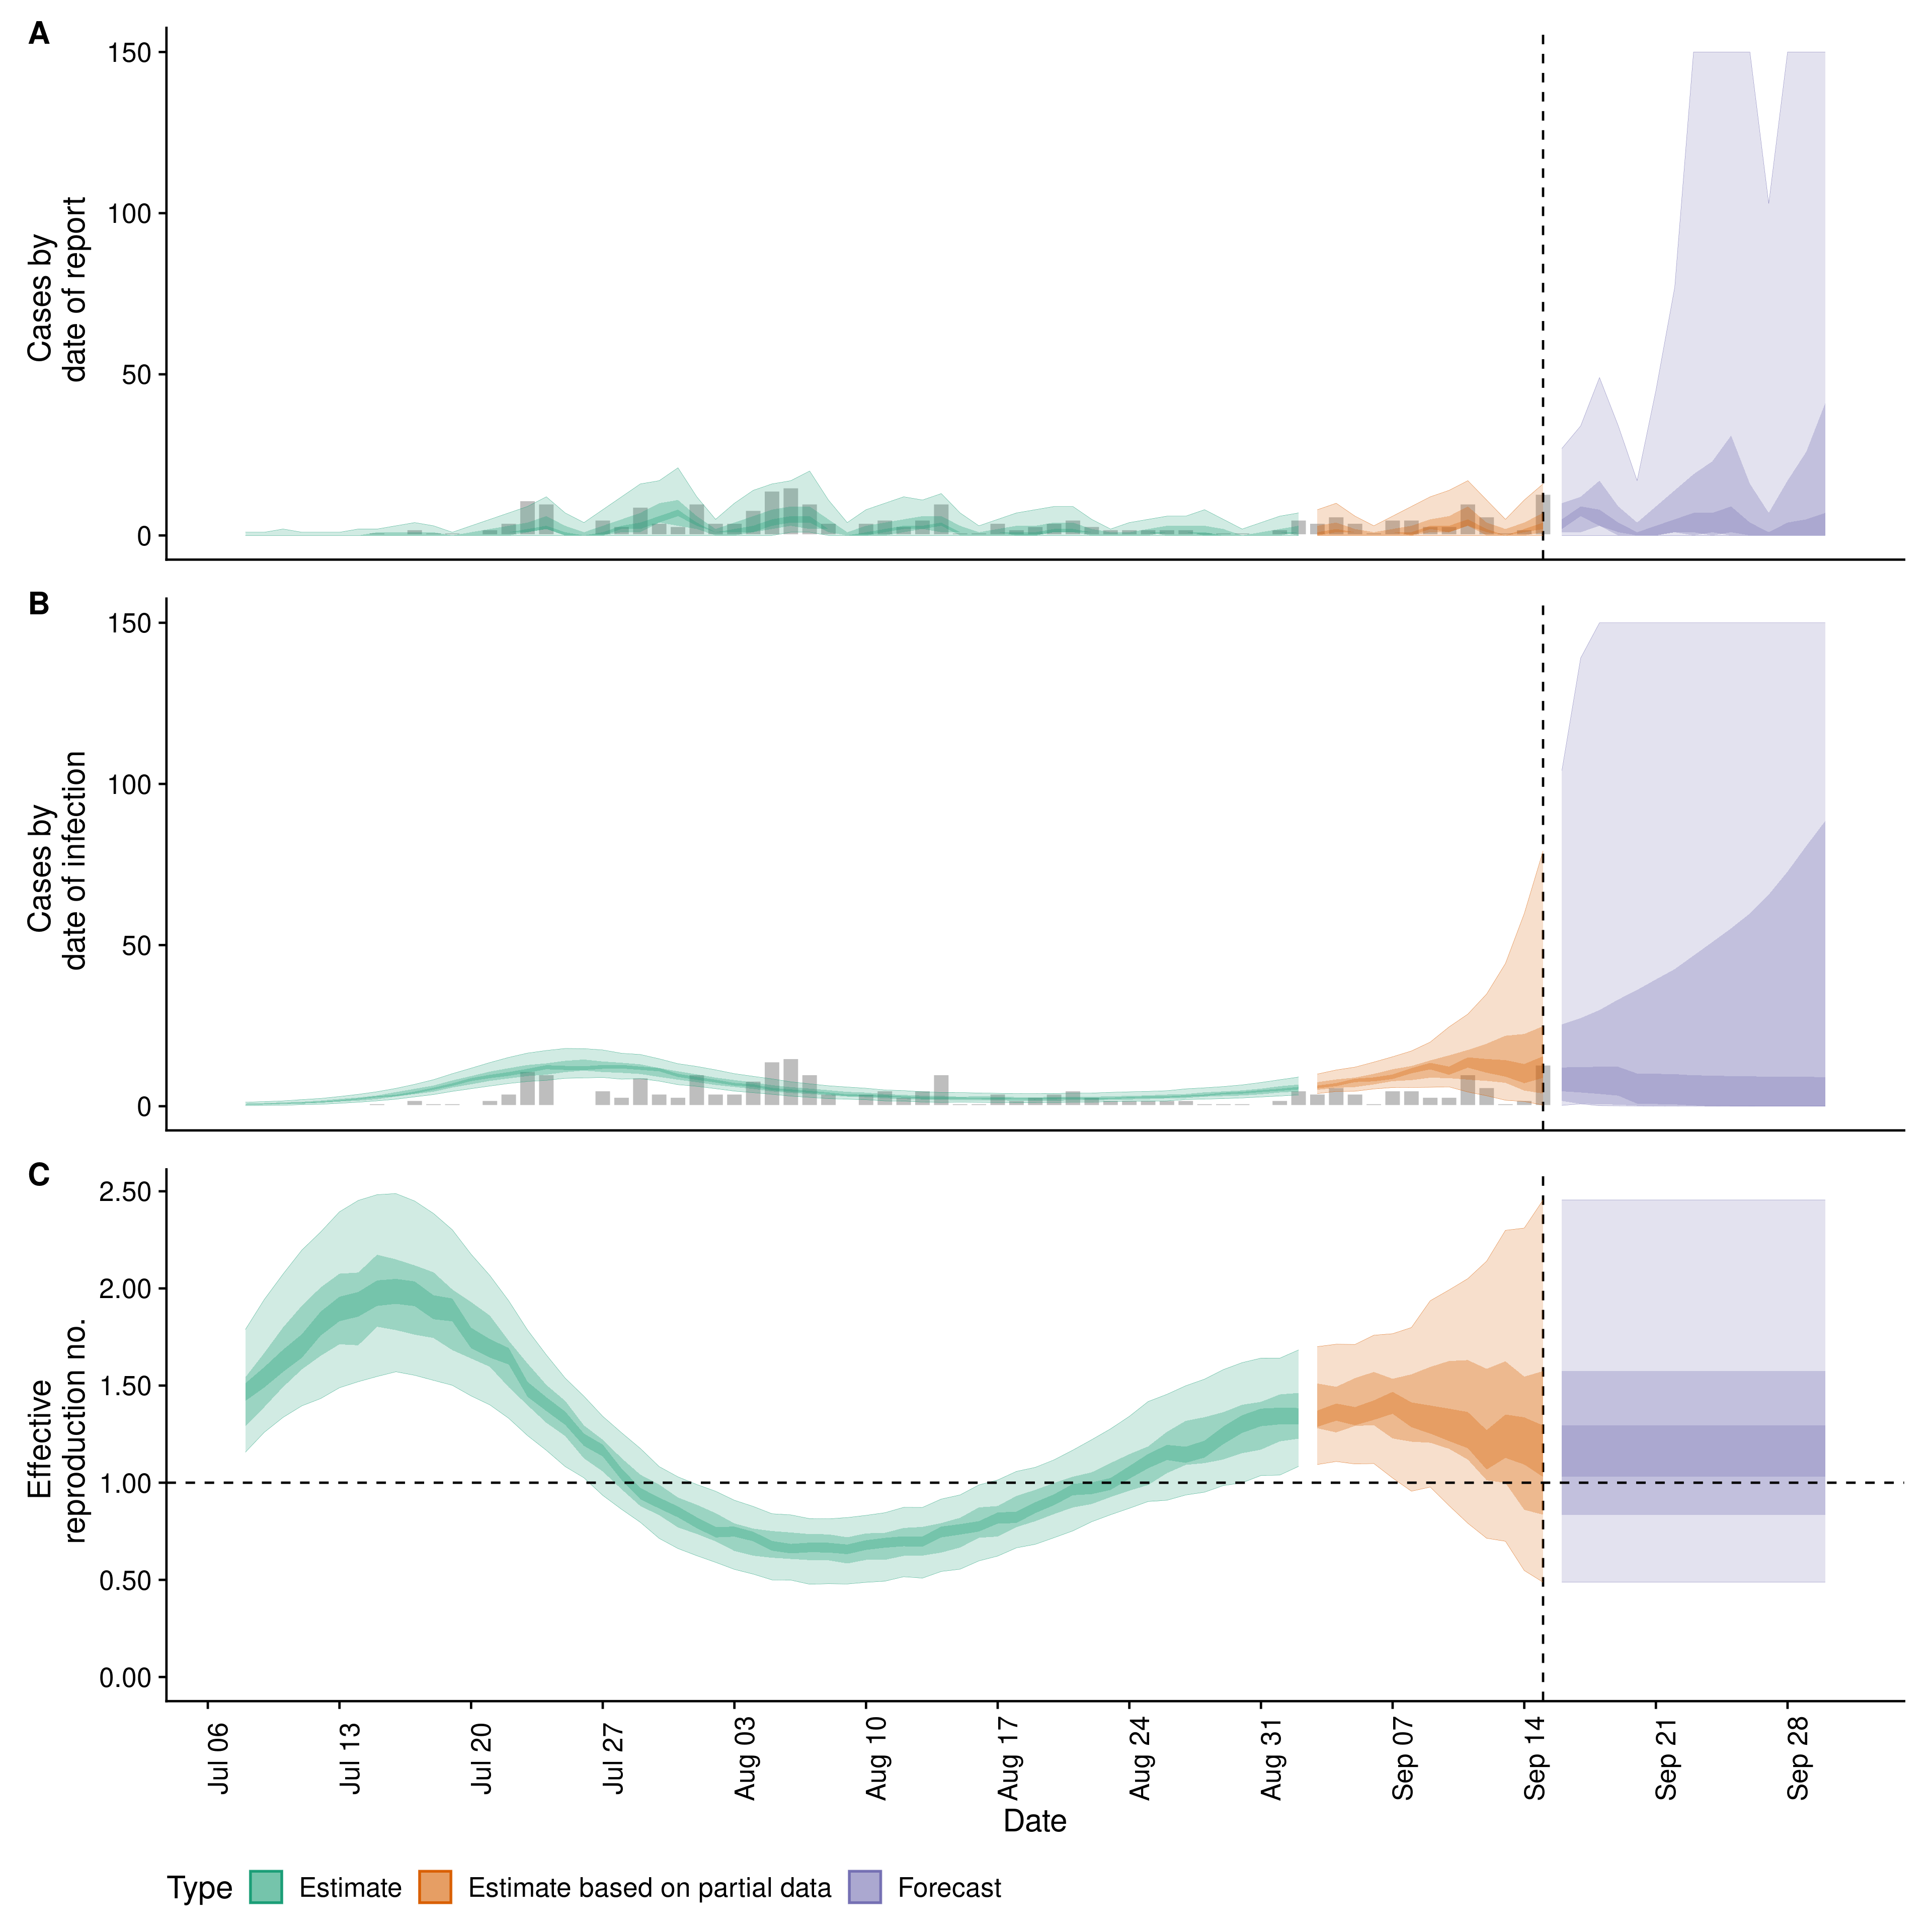 A
150
100
50
0
Cases by
date of report
B
150
100
50
0
Cases by
date of infection
C
2.50
2.00
1.50
1.00
0.50
0.00
Effective
reproduction no.
Jul 06
Jul 13
Jul 20
Jul 27
Aug 03
Aug 10
Aug 17
Aug 24
Aug 31
Sep 07
Sep 14
Sep 21
Sep 28
Date
Type Estimate Estimate based on partial data Forecast